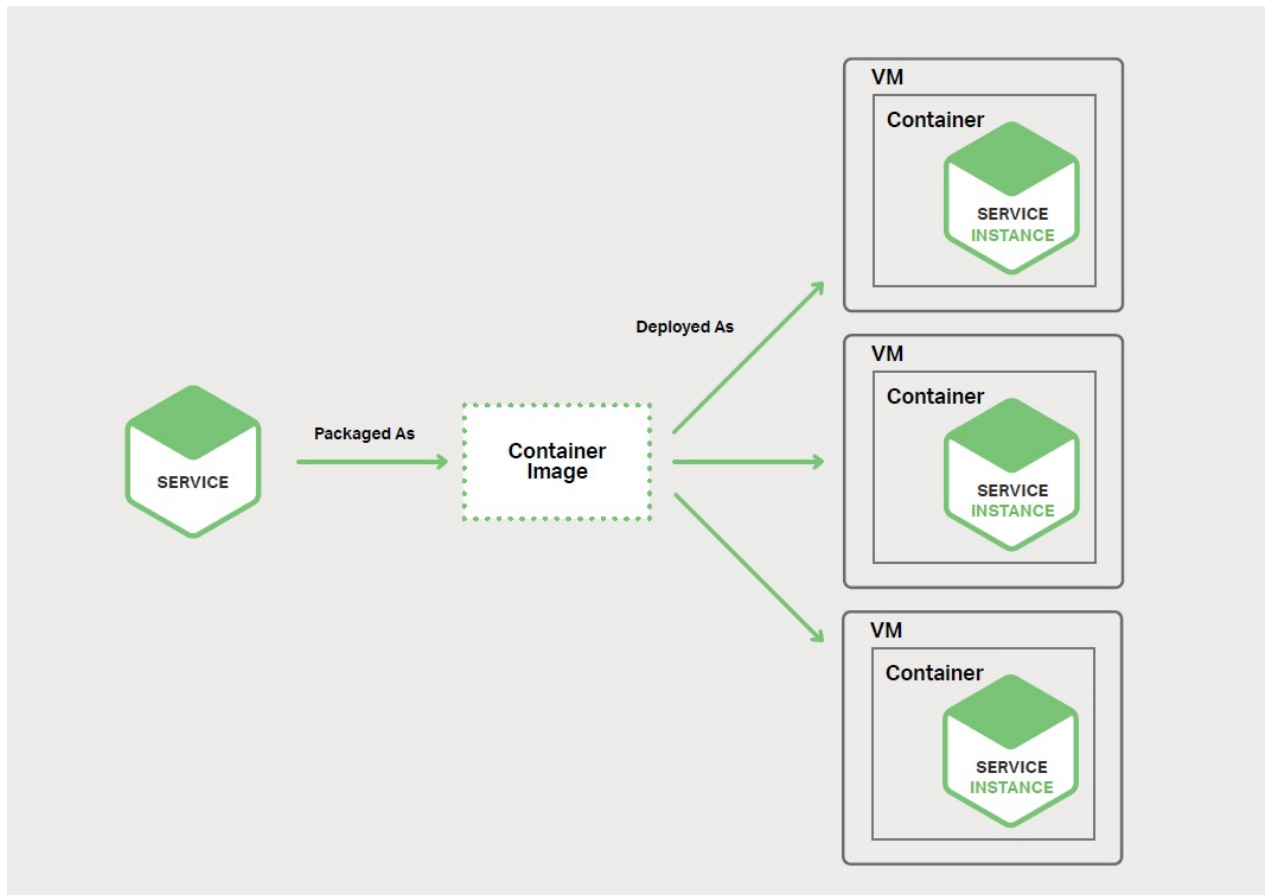 SERVICE
Packaged As
Container
Image
Deployed As
VM
Container
SERVICE
INSTANCE
VM
Container
SERVICE
INSTANCE
VM
Container
SERVICE
INSTANCE